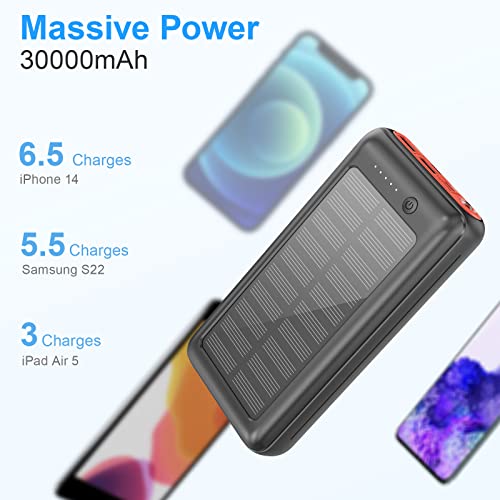 Massive Power
30000mAh
6.5 Charges
iPhone 14
5.5 Charges
Samsung S22
3 Charges
iPad Air 5